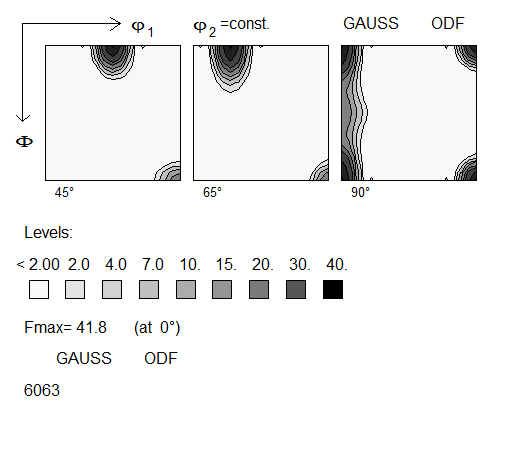 φ1 φ2 =const. GAUSS ODF
Φ
45° 65° 90°
Levels:
< 2.00 2.0 4.0 7.0 10. 15. 20. 30. 40.
Fmax= 41.8 (at 0°)
GAUSS ODF
6063